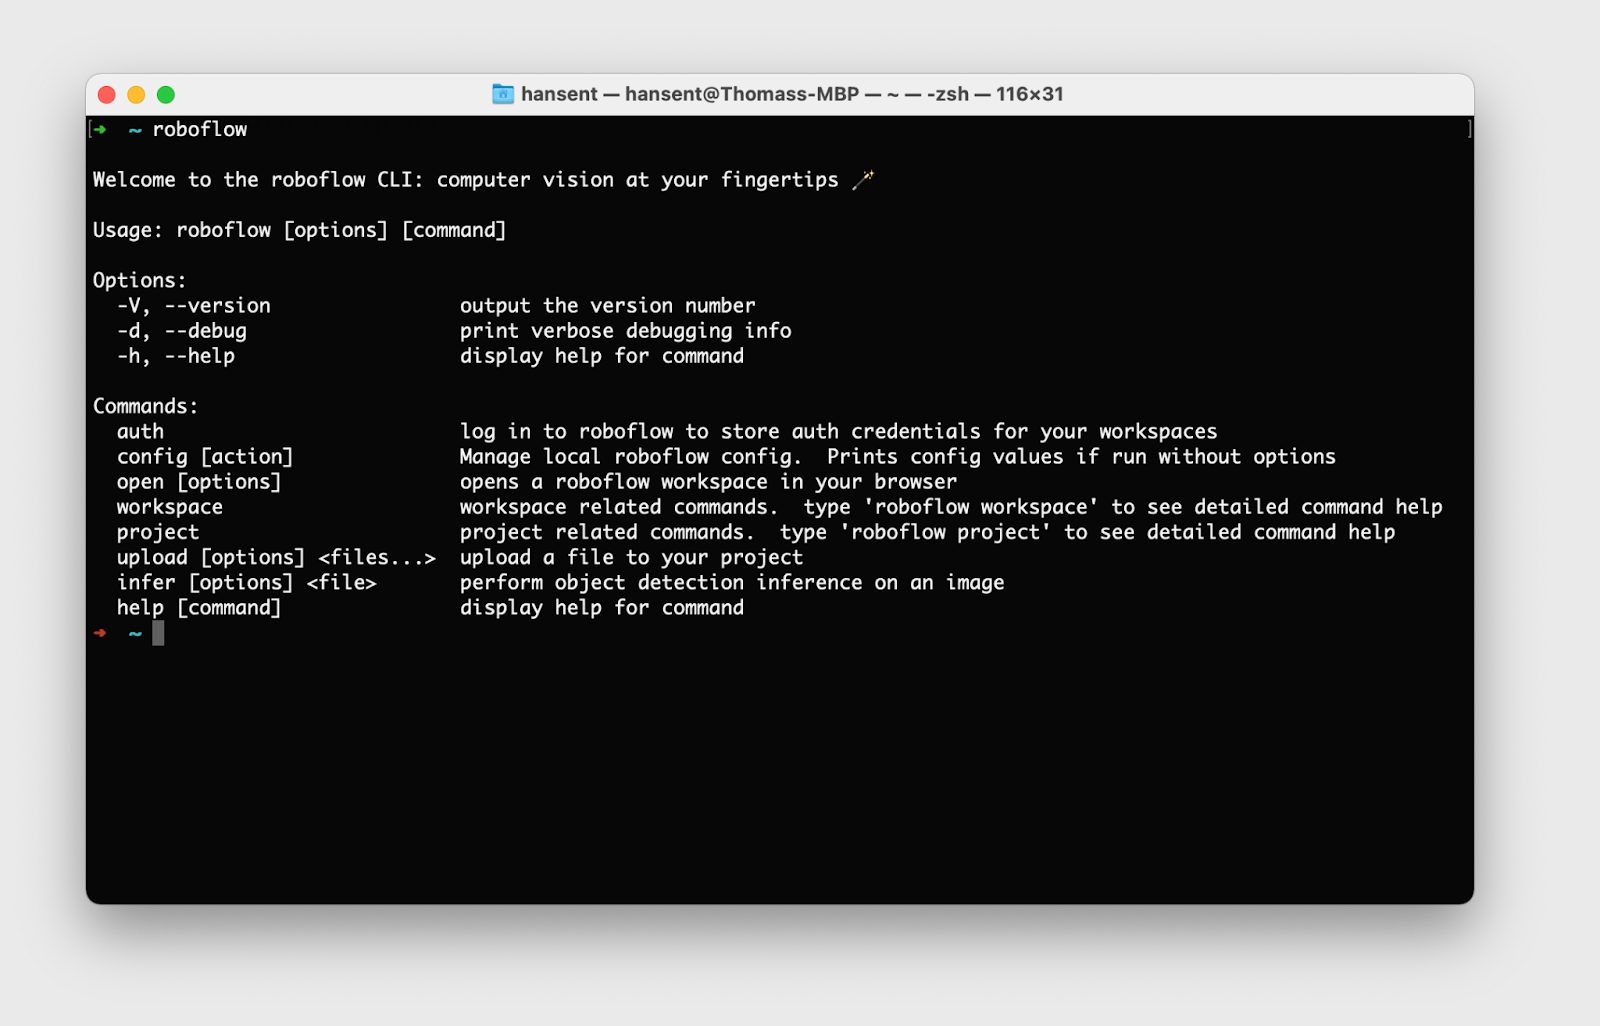 hansent — hansent@Thomass-MBP — ~ — -zsh — 116×31
[➜  ~ roboflow ]
Welcome to the roboflow CLI: computer vision at your fingertips 🪄
Usage: roboflow [options] [command]
Options:
  -V, --version                output the version number
  -d, --debug                  print verbose debugging info
  -h, --help                   display help for command
Commands:
  auth                         log in to roboflow to store auth credentials for your workspaces
  config [action]              Manage local roboflow config.  Prints config values if run without options
  open [options]               opens a roboflow workspace in your browser
  workspace                    workspace related commands.  type 'roboflow workspace' to see detailed command help
  project                      project related commands.  type 'roboflow project' to see detailed command help
  upload [options] <files...>  upload a file to your project
  infer [options] <file>       perform object detection inference on an image
  help [command]               display help for command
➜  ~